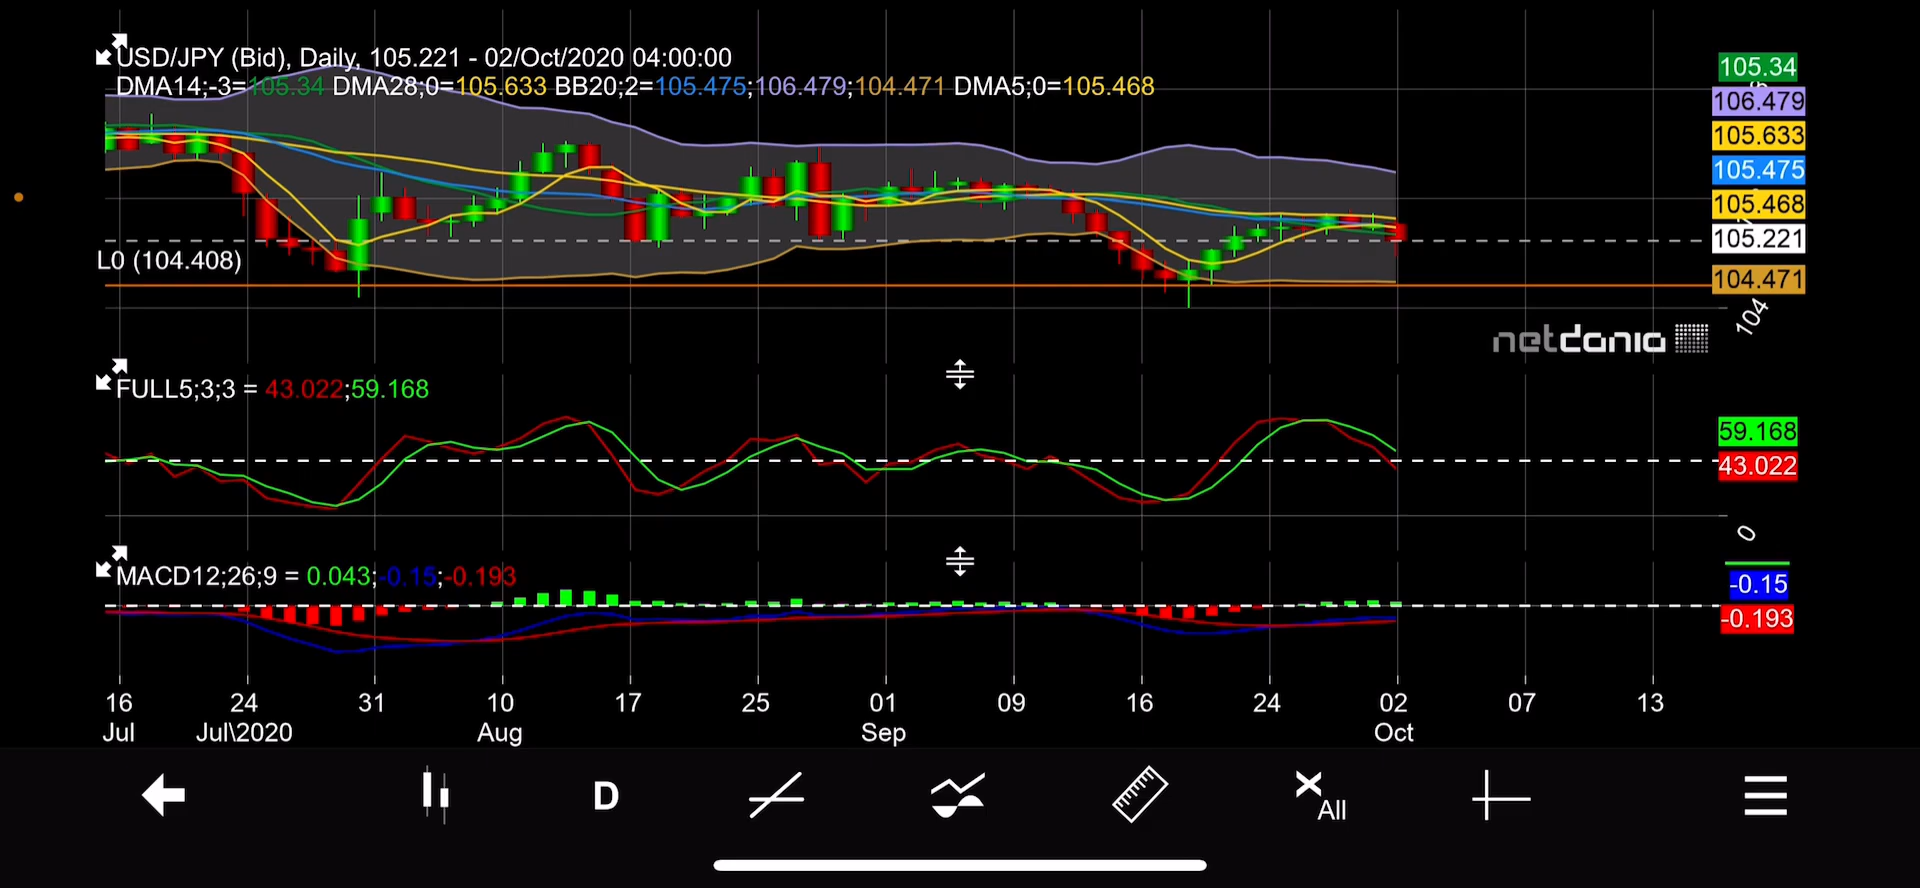 USD/JPY (Bid), Daily, 105.221 - 02/Oct/2020 04:00:00
DMA14;-3=105.34 DMA28;0=105.633 BB20;2=105.475;106.479;104.471 DMA5;0=105.468
105.34
106.479
105.633
105.475
105.468
105.221
104.471
L0 (104.408)
104
netdania
FULL5;3;3 = 43.022;59.168
59.168
43.022
0
MACD12;26;9 = 0.043;-0.15;-0.193
-0.15
-0.193
16 24 31 10 17 25 01 09 16 24 02 07 13
Jul Jul\2020 Aug Sep Oct
D
All